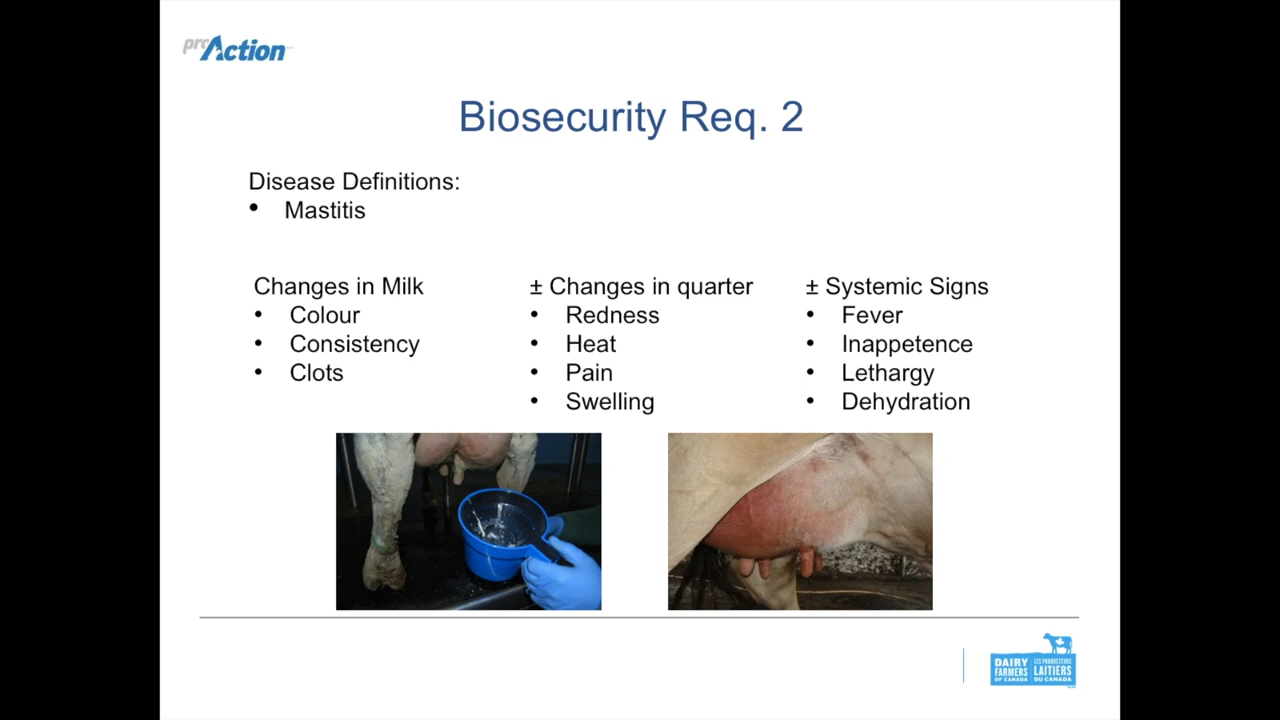 proAction
Biosecurity Req. 2
Disease Definitions:
• Mastitis
Changes in Milk
• Colour
• Consistency
• Clots
± Changes in quarter
• Redness
• Heat
• Pain
• Swelling
± Systemic Signs
• Fever
• Inappetence
• Lethargy
• Dehydration
DAIRY
FARMERS
OF CANADA
LES PRODUCTEURS
LAITIERS
DU CANADA